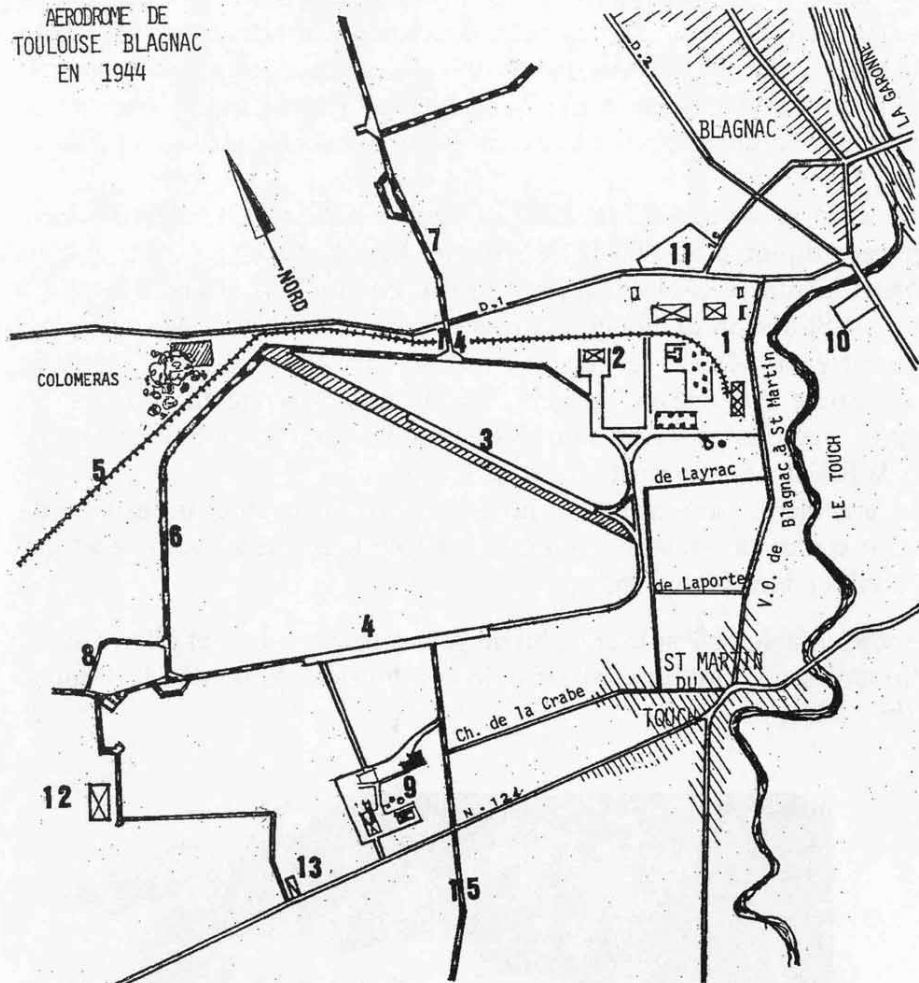 AERODROME DE
TOULOUSE BLAGNAC
EN 1944
D.2
LA GARONNE
BLAGNAC
7
11
NORD
D.1
10
14
2
1
COLOMERAS
3
5
V.O. de Blagnac à St Martin
LE TOUCH
de Layrac
6
de Laporte
4
8
ST MARTIN
DU
TOUCH
Ch. de la Crabe
12
9
N.124
13
15